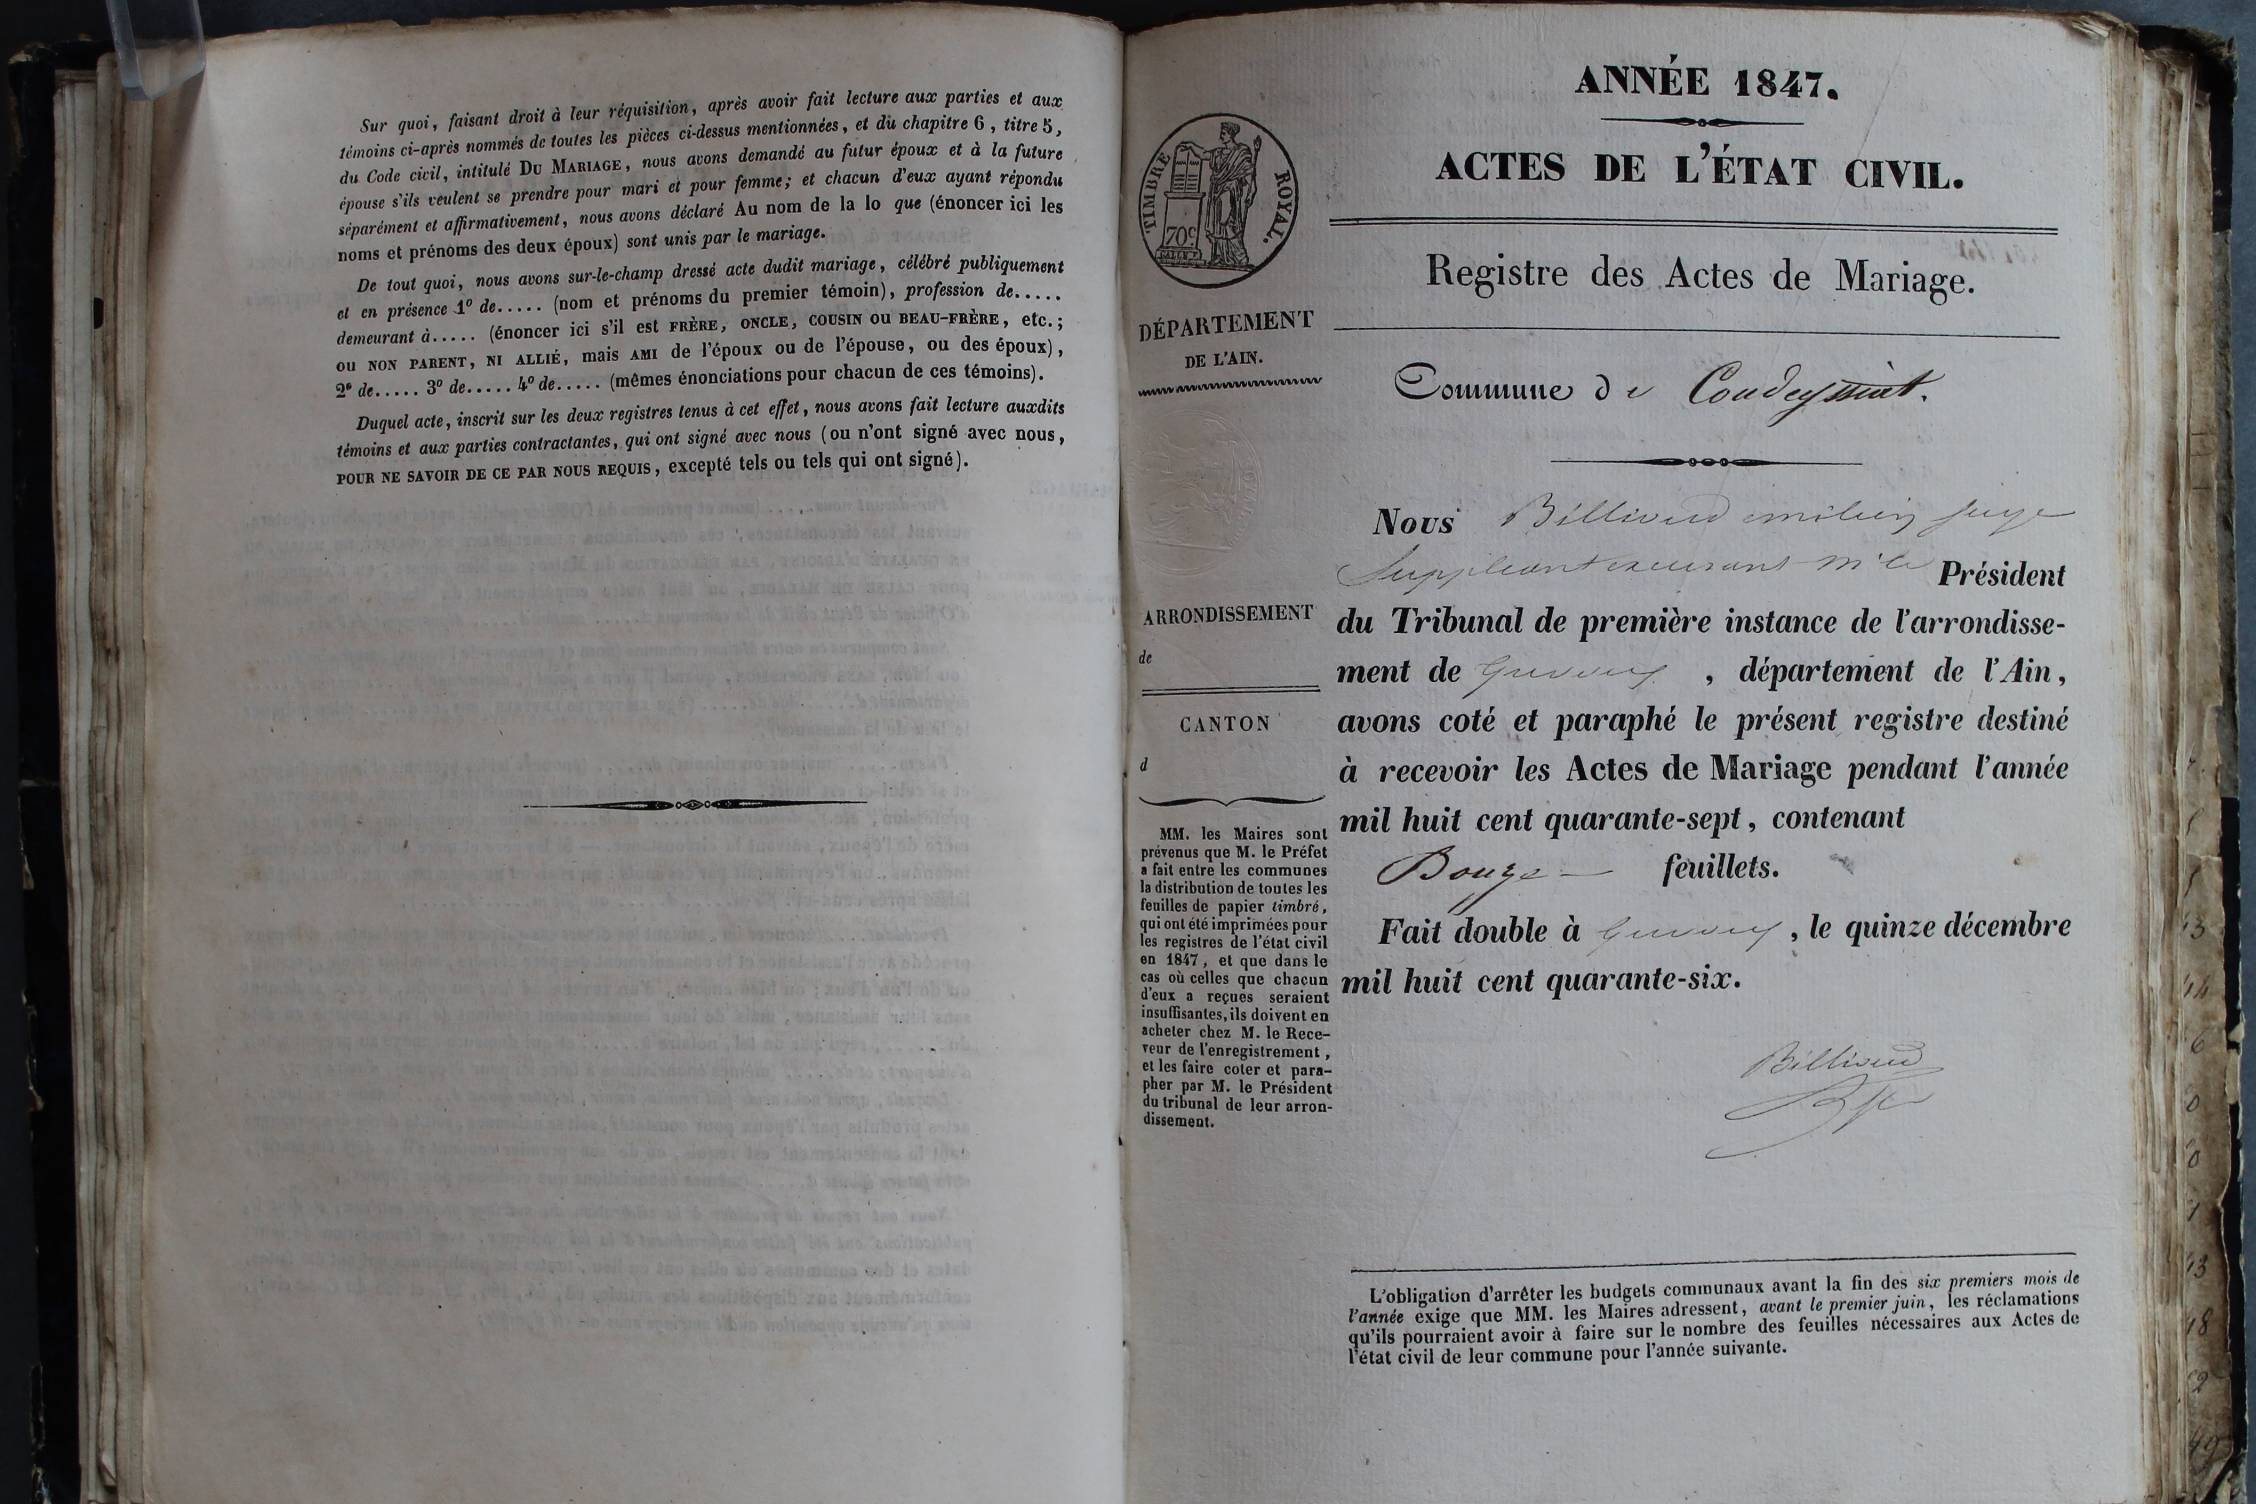 Sur quoi, faisant droit à leur réquisition, après avoir fait lecture aux parties et aux
témoins ci-après nommés de toutes les pièces ci-dessus mentionnées, et du chapitre 6, titre 5,
du Code civil, intitulé DU MARIAGE, nous avons demandé au futur époux et à la future
épouse s'ils veulent se prendre pour mari et pour femme; et chacun d'eux ayant répondu
séparément et affirmativement, nous avons déclaré Au nom de la lo que (énoncer ici les
noms et prénoms des deux époux) sont unis par le mariage.
De tout quoi, nous avons sur-le-champ dressé acte dudit mariage, célébré publiquement
et en présence 1º de..... (nom et prénoms du premier témoin), profession de.....
demeurant à..... (énoncer ici s'il est FRÈRE, ONCLE, COUSIN OU BEAU-FRÈRE, etc.;
OU NON PARENT, NI ALLIÉ, mais AMI de l'époux ou de l'épouse, ou des époux),
2º de..... 3º de..... 4º de..... (mêmes énonciations pour chacun de ces témoins).
Duquel acte, inscrit sur les deux registres tenus à cet effet, nous avons fait lecture auxdits
témoins et aux parties contractantes, qui ont signé avec nous (ou n'ont signé avec nous,
POUR NE SAVOIR DE CE PAR NOUS REQUIS, excepté tels ou tels qui ont signé).
TIMBRE ROYAL.
70c
DÉPARTEMENT
DE L'AIN.
ARRONDISSEMENT
de
CANTON
d
MM. les Maires sont
prévenus que M. le Préfet
a fait entre les communes
la distribution de toutes les
feuilles de papier timbré,
qui ont été imprimées pour
les registres de l'état civil
en 1847, et que dans le
cas où celles que chacun
d'eux a reçues seraient
insuffisantes, ils doivent en
acheter chez M. le Rece-
veur de l'enregistrement,
et les faire coter et para-
pher par M. le Président
du tribunal de leur arron-
dissement.
ANNÉE 1847.
ACTES DE L'ÉTAT CIVIL.
Registre des Actes de Mariage.
Commune de Condeyssiat.
Nous Billioud emilien juge
Suppléant Président
du Tribunal de première instance de l'arrondisse-
ment de , département de l'Ain,
avons coté et paraphé le présent registre destiné
à recevoir les Actes de Mariage pendant l'année
mil huit cent quarante-sept, contenant
Douze feuillets.
Fait double à , le quinze décembre
mil huit cent quarante-six.
Billioud
L'obligation d'arrêter les budgets communaux avant la fin des six premiers mois de
l'année exige que MM. les Maires adressent, avant le premier juin, les réclamations
qu'ils pourraient avoir à faire sur le nombre des feuilles nécessaires aux Actes de
l'état civil de leur commune pour l'année suivante.